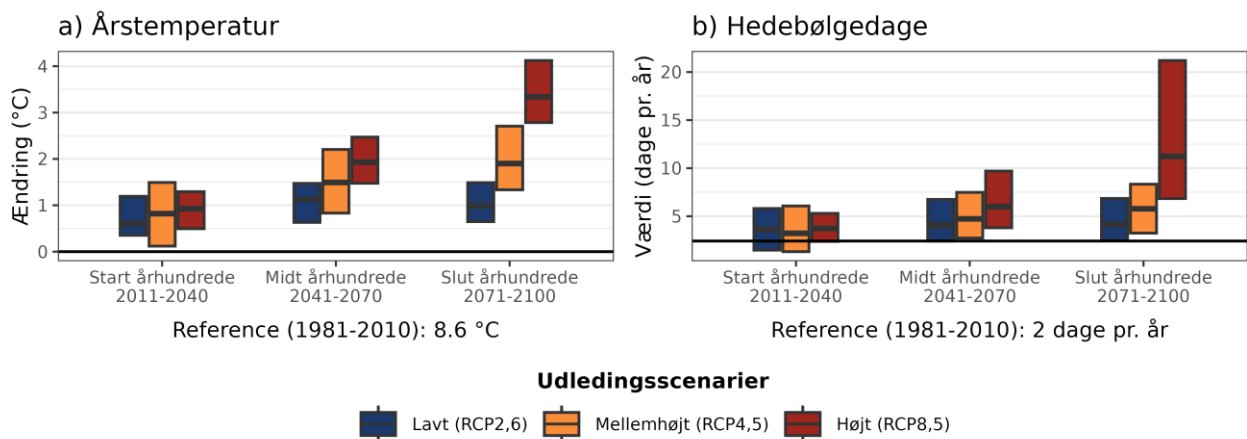 a) Årstemperatur
Ændring (°C)
4
3
2
1
0
Start århundrede
2011-2040
Midt århundrede
2041-2070
Slut århundrede
2071-2100
Reference (1981-2010): 8.6 °C
b) Hedebølgedage
Værdi (dage pr. år)
20
15
10
5
Start århundrede
2011-2040
Midt århundrede
2041-2070
Slut århundrede
2071-2100
Reference (1981-2010): 2 dage pr. år
Udledingsscenarier
Lavt (RCP2,6)
Mellemhøjt (RCP4,5)
Højt (RCP8,5)